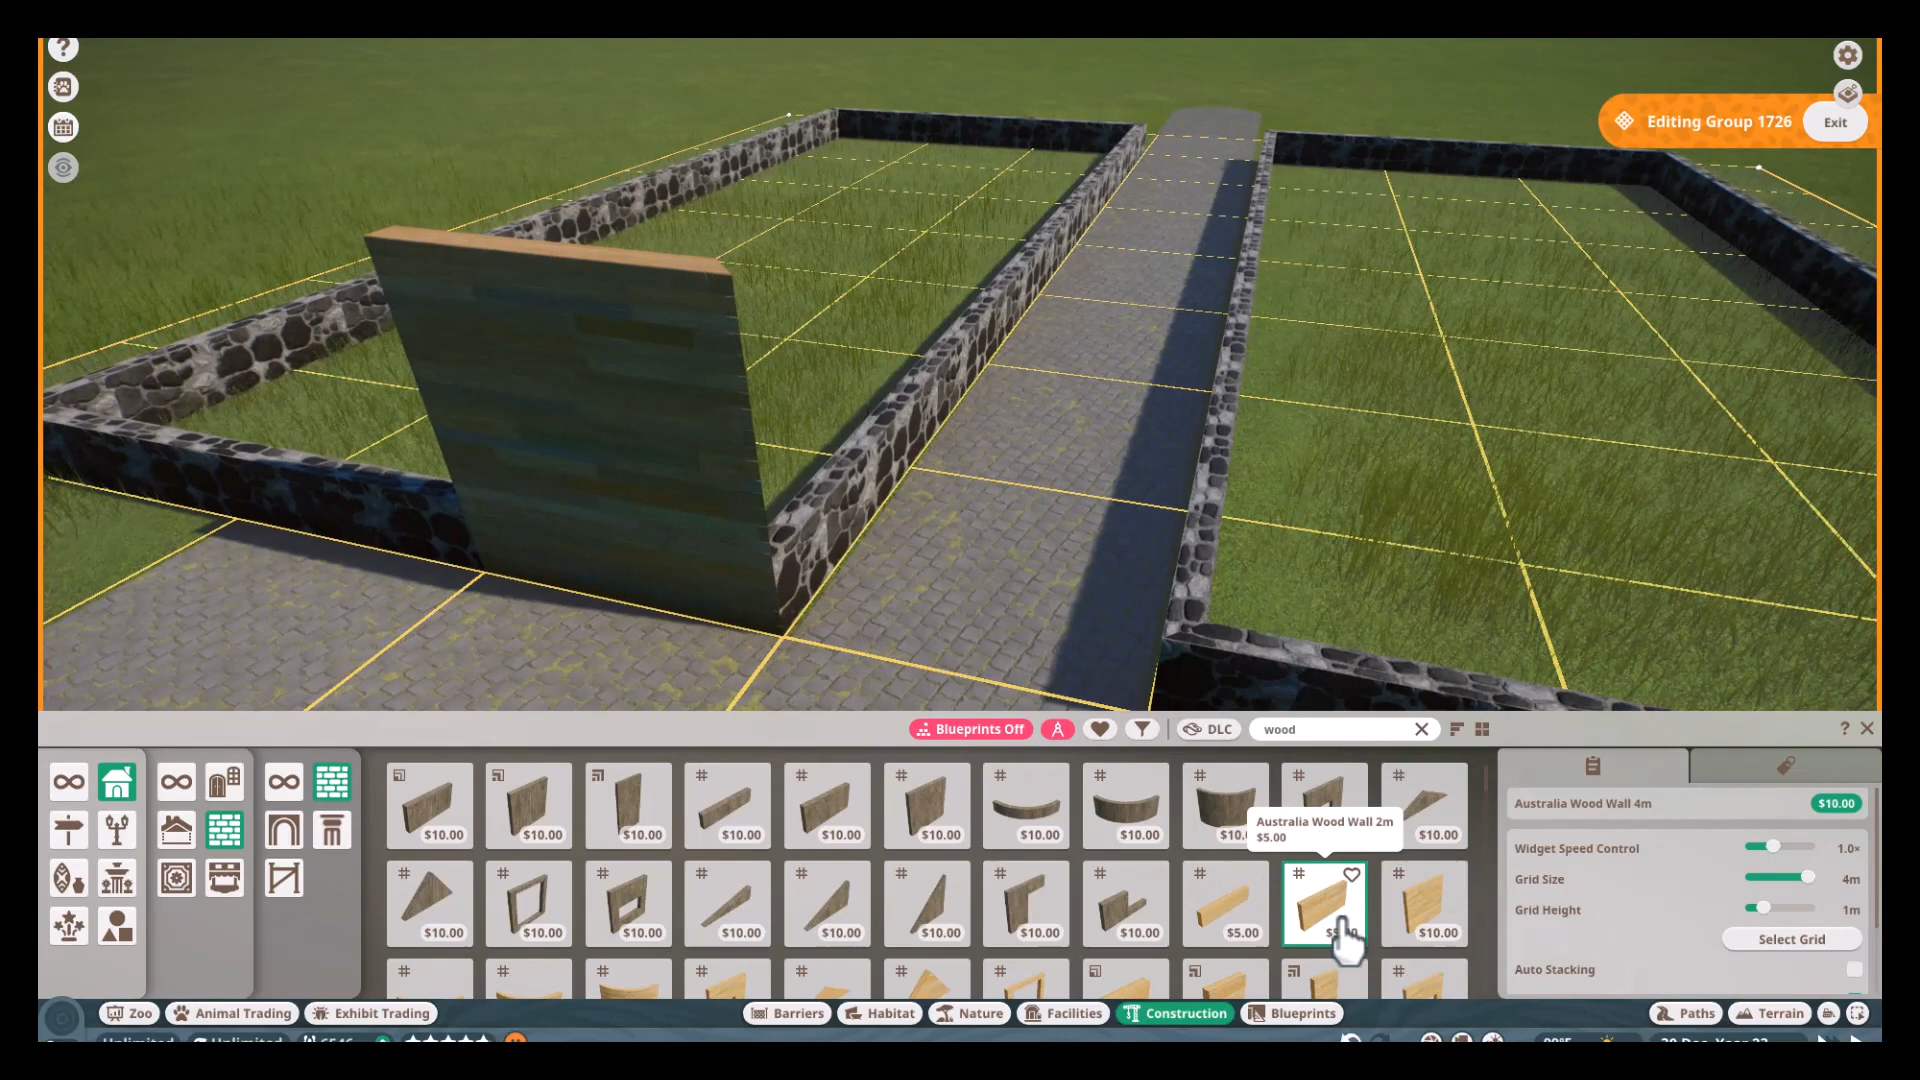 ?
Editing Group 1726
Exit
Blueprints Off
DLC
wood
?
$10.00
$10.00
$10.00
$10.00
$10.00
$10.00
$10.00
$10.00
$10.00
Australia Wood Wall 2m
$5.00
$10.00
$10.00
$10.00
$10.00
$10.00
$10.00
$10.00
$10.00
$5.00
$10.00
Australia Wood Wall 4m
$10.00
Widget Speed Control
1.0×
Grid Size
4m
Grid Height
1m
Select Grid
Auto Stacking
Zoo
Animal Trading
Exhibit Trading
Barriers
Habitat
Nature
Facilities
Construction
Blueprints
Paths
Terrain